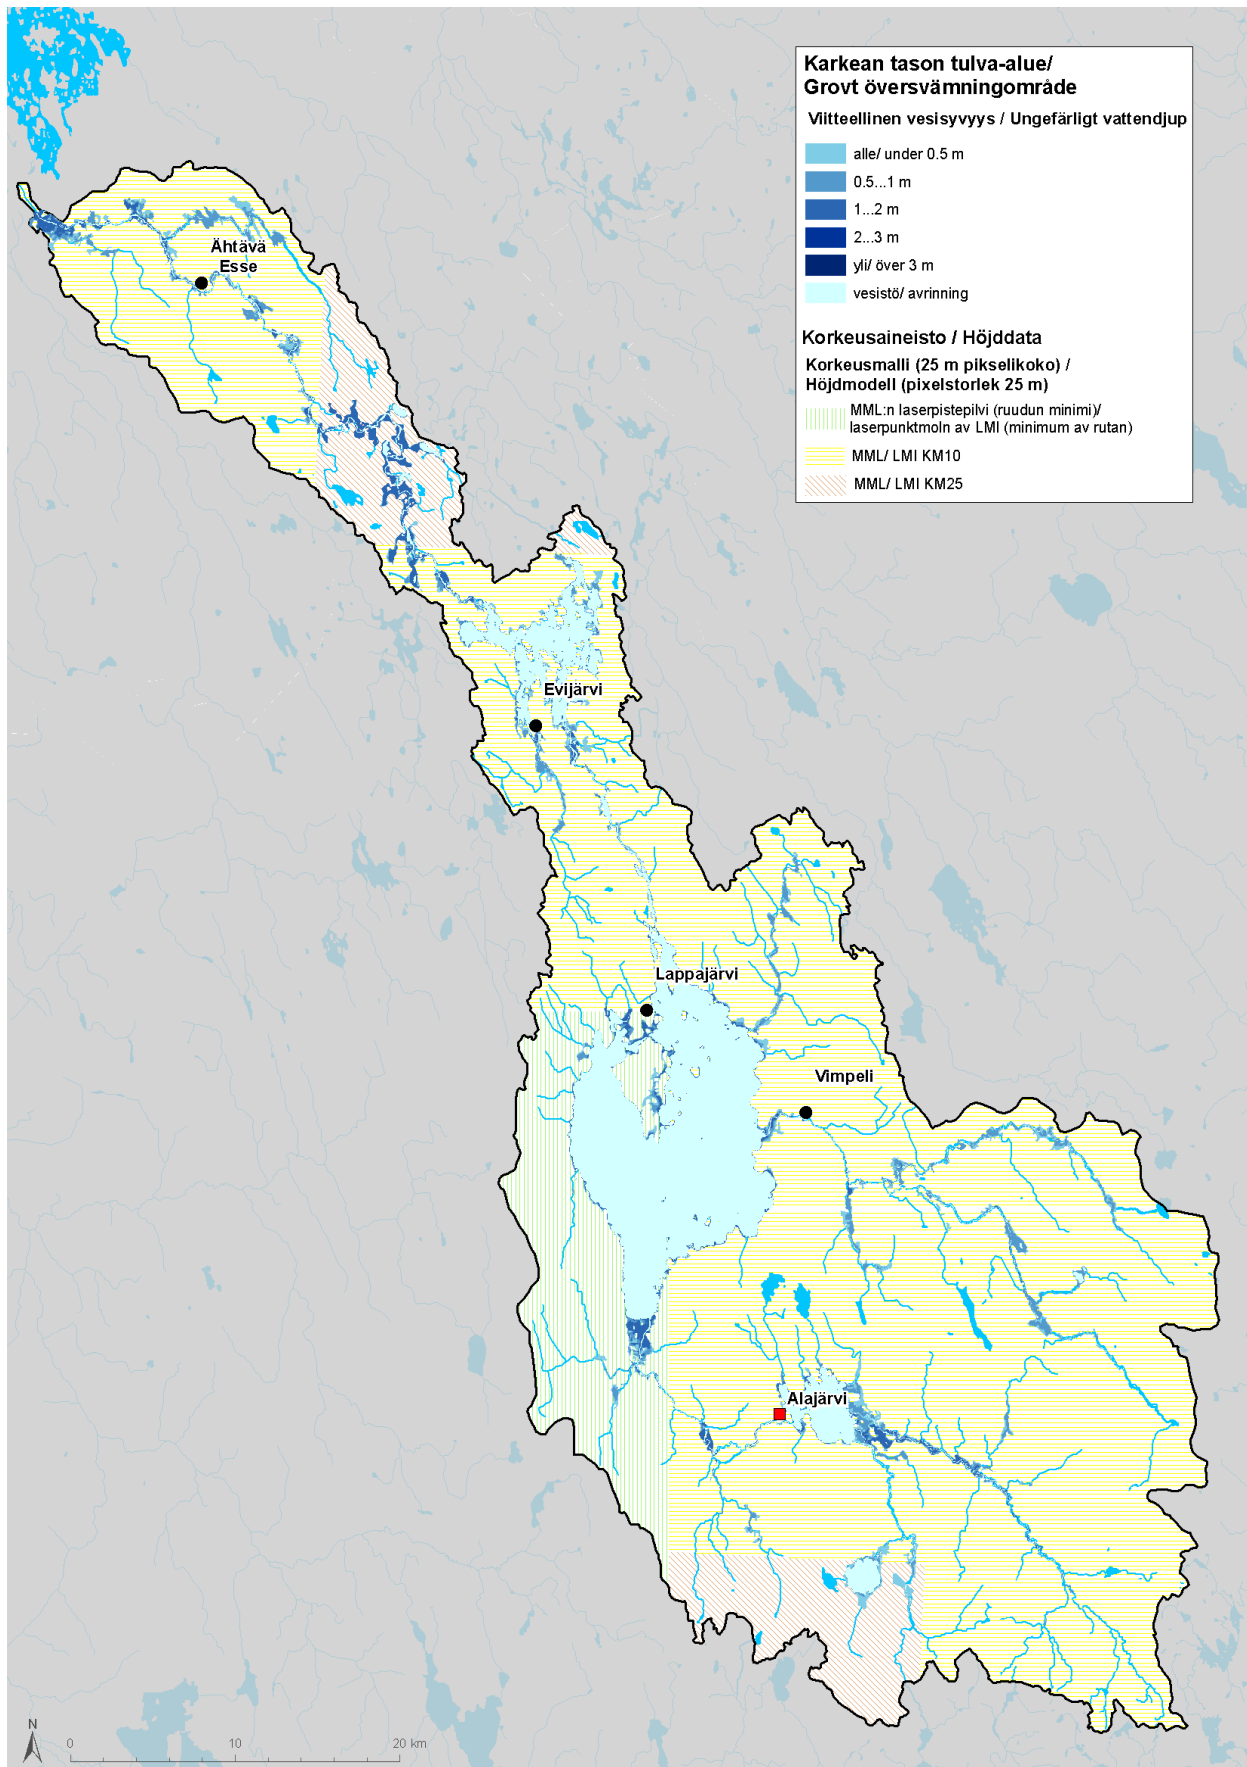 Karkean tason tulva-alue/
Grovt översvämningområde
Viitteellinen vesisyvyys / Ungefärligt vattendjup
alle/ under 0.5 m
0.5...1 m
1...2 m
2...3 m
yli/ över 3 m
vesistö/ avrinning
Korkeusaineisto / Höjddata
Korkeusmalli (25 m pikselikoko) /
Höjdmodell (pixelstorlek 25 m)
MML:n laserpistepilvi (ruudun minimi)/
laserpunktmoln av LMI (minimum av rutan)
MML/ LMI KM10
MML/ LMI KM25
Ähtävä
Esse
Evijärvi
Lappajärvi
Vimpeli
Alajärvi
N
0 10 20 km